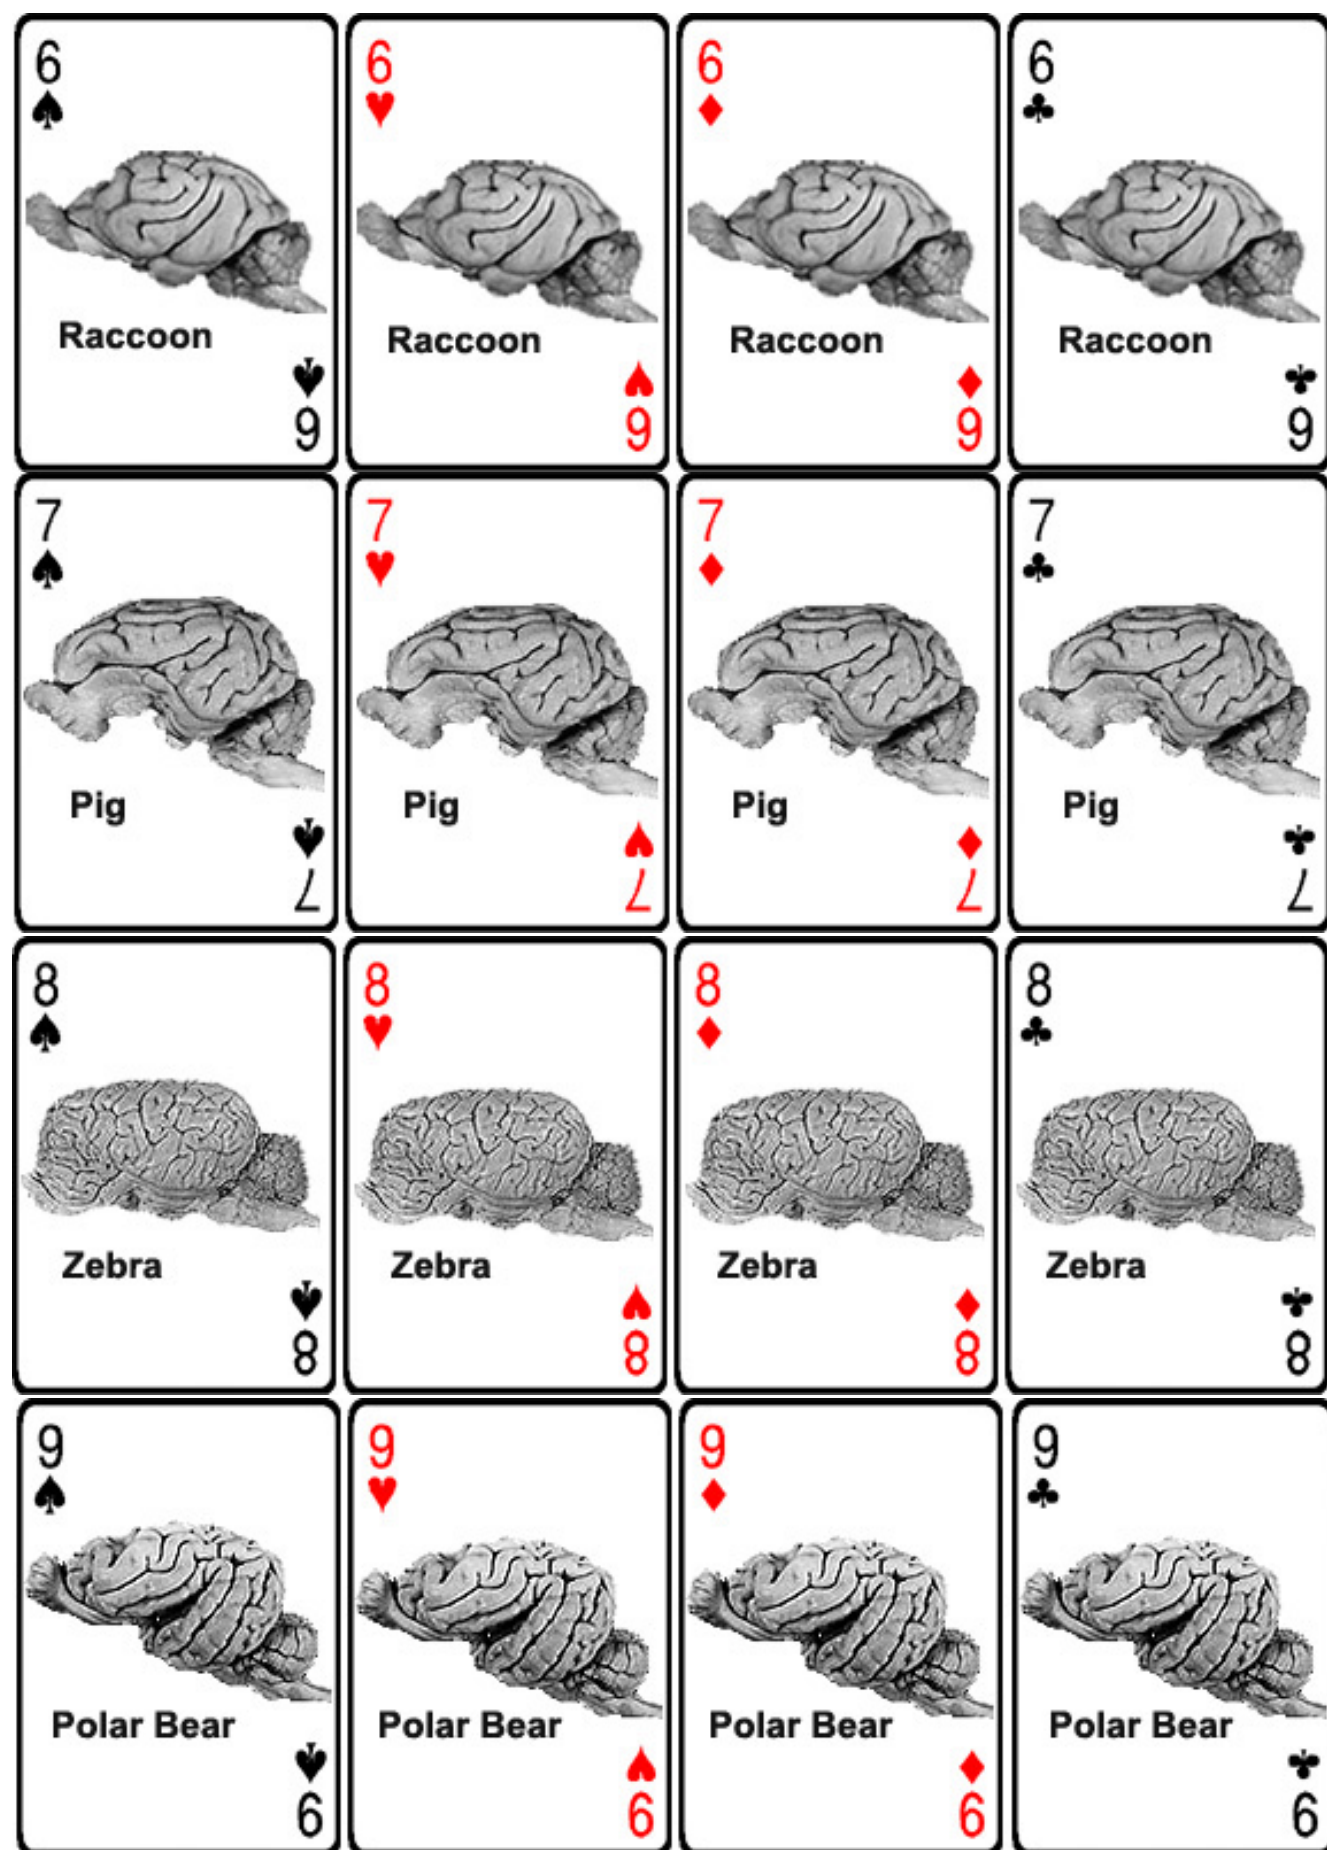 6 6 6 6
♠ ♥ ♦ ♣
Raccoon Raccoon Raccoon Raccoon
♠ ♥ ♦ ♣
6 6 6 6
7 7 7 7
♠ ♥ ♦ ♣
Pig Pig Pig Pig
♠ ♥ ♦ ♣
7 7 7 7
8 8 8 8
♠ ♥ ♦ ♣
Zebra Zebra Zebra Zebra
♠ ♥ ♦ ♣
8 8 8 8
9 9 9 9
♠ ♥ ♦ ♣
Polar Bear Polar Bear Polar Bear Polar Bear
♠ ♥ ♦ ♣
9 9 9 9